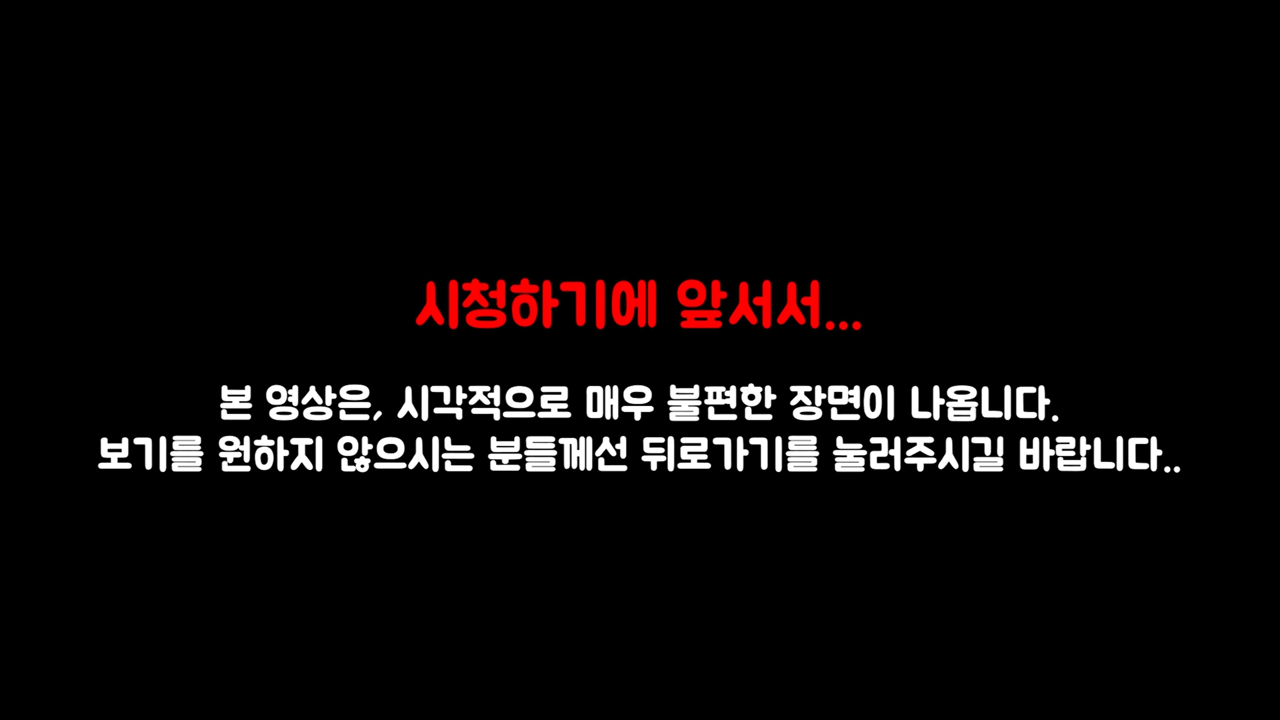 시청하기에 앞서서...
본 영상은, 시각적으로 매우 불편한 장면이 나옵니다.
보기를 원하지 않으시는 분들께선 뒤로가기를 눌러주시길 바랍니다..